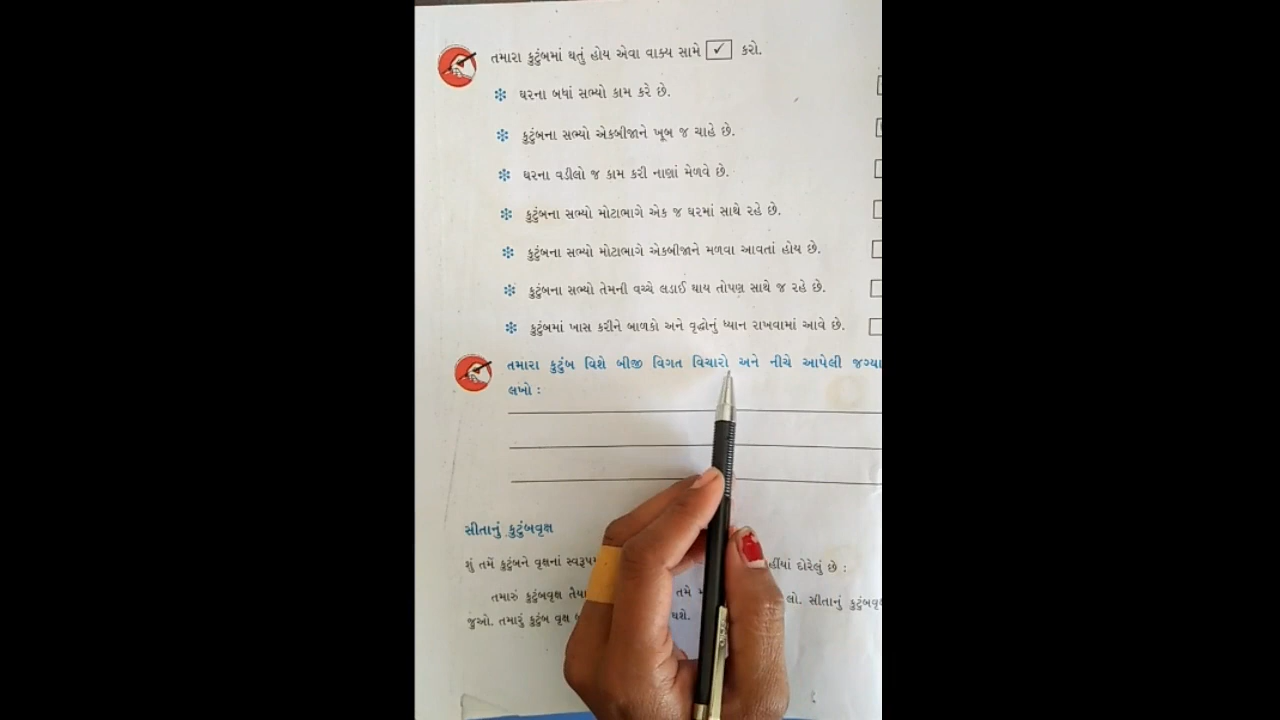 તમારા કુટુંબમાં થતું હોય એવા વાક્ય સામે ✓ કરો.
❇ ઘરના બધાં સભ્યો કામ કરે છે.
❇ કુટુંબના સભ્યો એકબીજાને ખૂબ જ ચાહે છે.
❇ ઘરના વડીલો જ કામ કરી નાણાં મેળવે છે.
❇ કુટુંબના સભ્યો મોટાભાગે એક જ ઘરમાં સાથે રહે છે.
❇ કુટુંબના સભ્યો મોટાભાગે એકબીજાને મળવા આવતાં હોય છે.
❇ કુટુંબના સભ્યો તેમની વચ્ચે લડાઈ થાય તોપણ સાથે જ રહે છે.
❇ કુટુંબમાં ખાસ કરીને બાળકો અને વૃદ્ધોનું ધ્યાન રાખવામાં આવે છે.
તમારા કુટુંબ વિશે બીજી વિગત વિચારો અને નીચે આપેલી જગ્યા
લખો :
સીતાનું કુટુંબવૃક્ષ
શું તમે કુટુંબને વૃક્ષનાં દોરેલું છે :
તમારું કુટુંબવૃક્ષ તમે સીતાનું
જુઓ. તમારું કુટુંબ વૃક્ષ થશે.